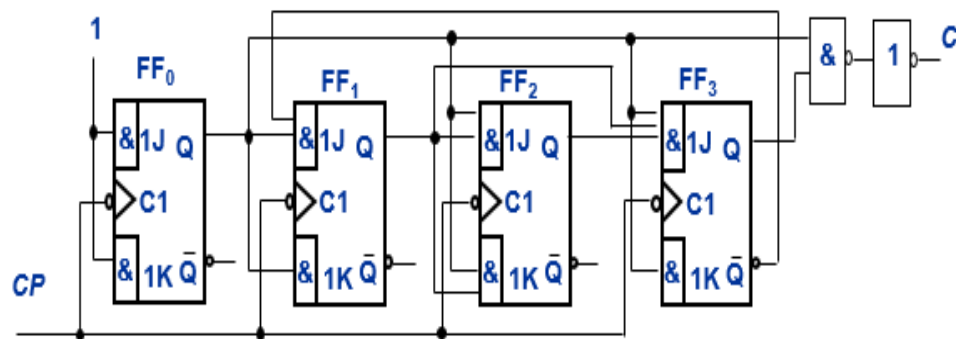 1
C
FF₀
FF₁
FF₂
FF₃
& 1
& 1J Q
& 1J Q
& 1J Q
& 1J Q
C1
C1
C1
C1
& 1K Q̄
& 1K Q̄
& 1K Q̄
& 1K Q̄
CP